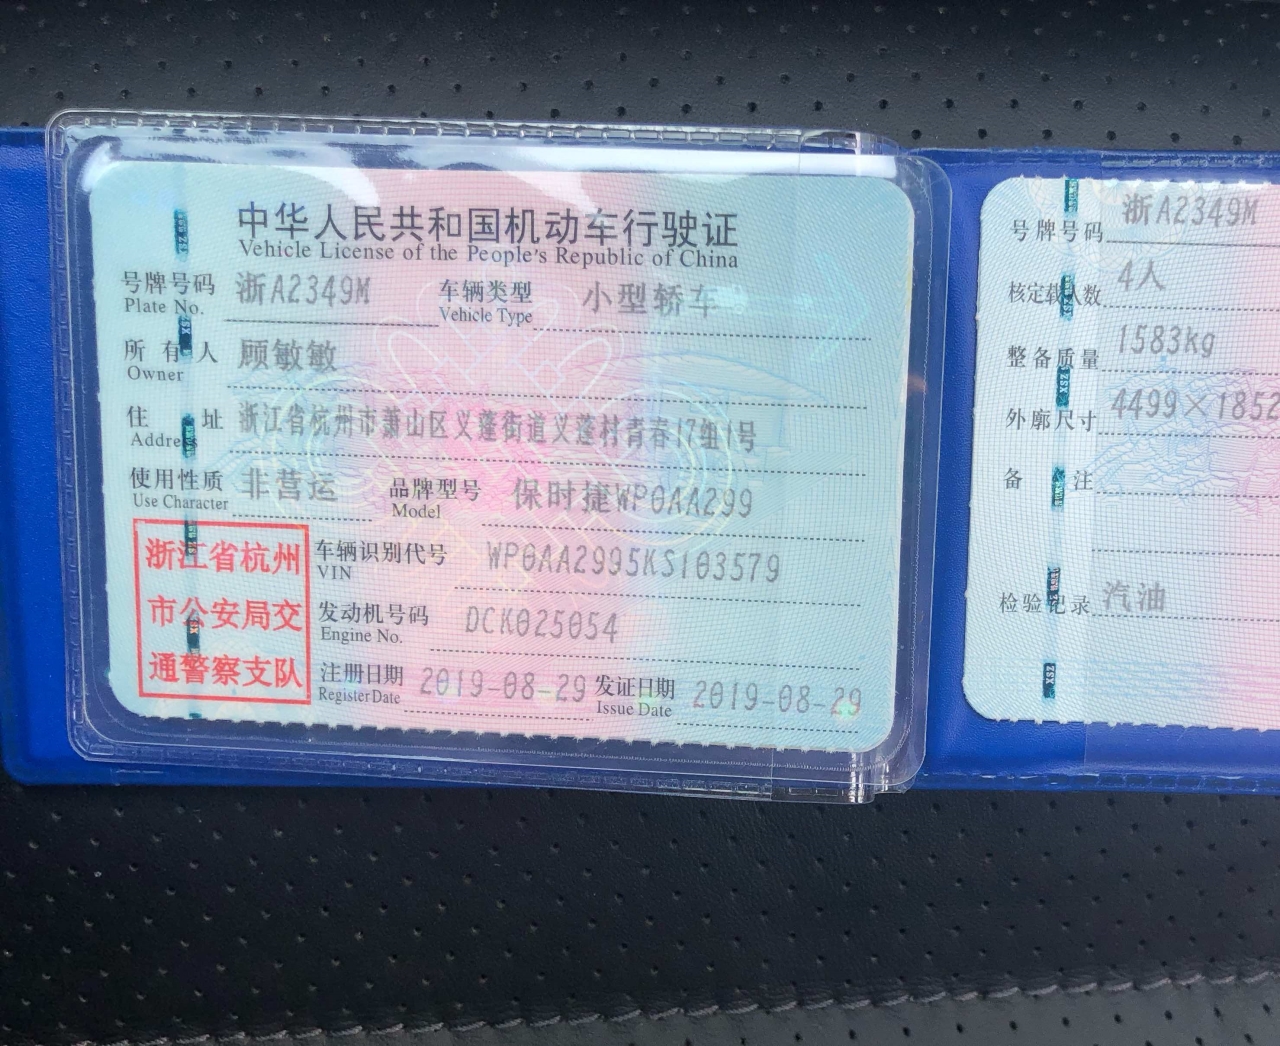 中华人民共和国机动车行驶证
Vehicle License of the People's Republic of China
号牌号码 浙A2349M 车辆类型 小型轿车
Plate No. Vehicle Type
所有人 顾敏敏
Owner
住址 浙江省杭州市萧山区义蓬街道义蓬村青春17组1号
Address
使用性质 非营运 品牌型号 保时捷WP0AA299
Use Character Model
浙江省杭州
市公安局交
通警察支队
车辆识别代号 WP0AA2995KS103579
VIN
发动机号码 DCK025054
Engine No.
注册日期 2019-08-29 发证日期 2019-08-29
Register Date Issue Date
号牌号码 浙A2349M
核定载人数 4人
整备质量 1583kg
外廓尺寸 4499×1852
备注
检验记录 汽油
XSZ